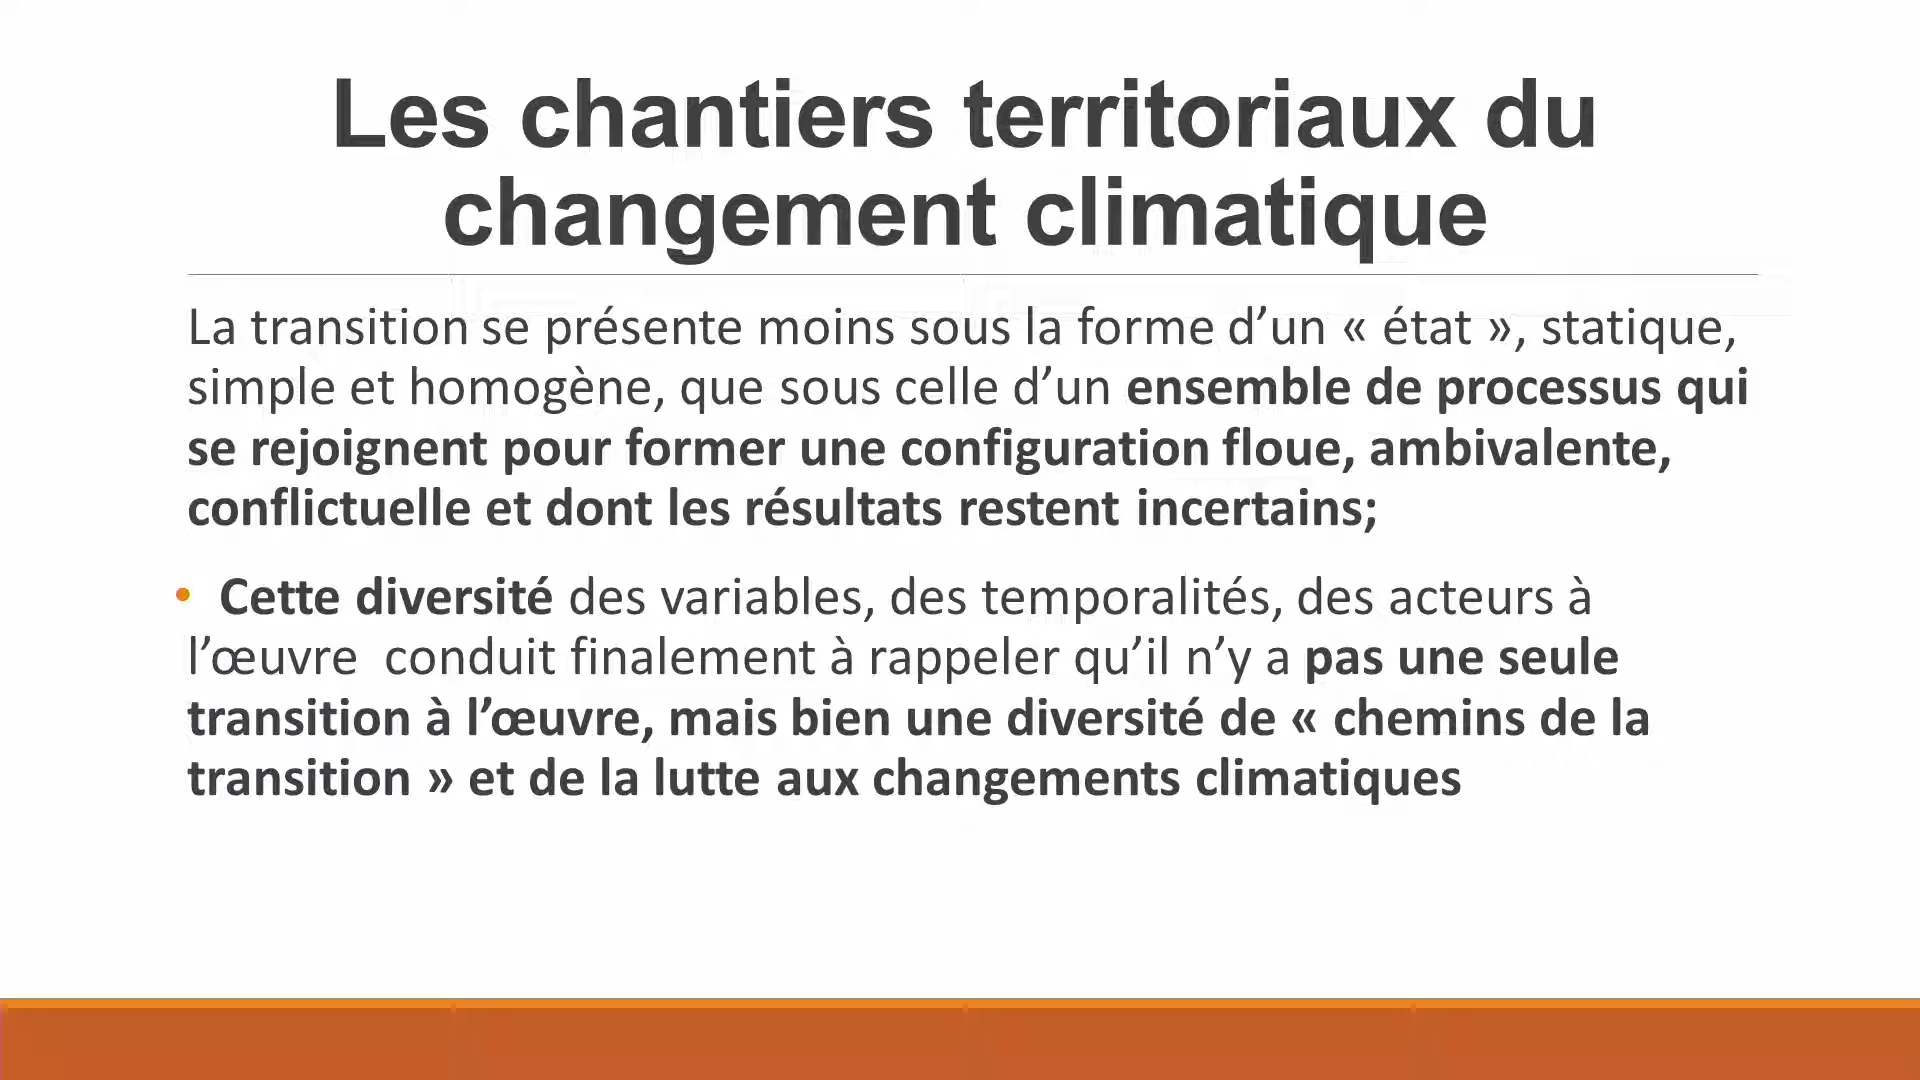 Les chantiers territoriaux du
changement climatique
La transition se présente moins sous la forme d’un « état », statique,
simple et homogène, que sous celle d’un ensemble de processus qui
se rejoignent pour former une configuration floue, ambivalente,
conflictuelle et dont les résultats restent incertains;
• Cette diversité des variables, des temporalités, des acteurs à
l’œuvre  conduit finalement à rappeler qu’il n’y a pas une seule
transition à l’œuvre, mais bien une diversité de « chemins de la
transition » et de la lutte aux changements climatiques